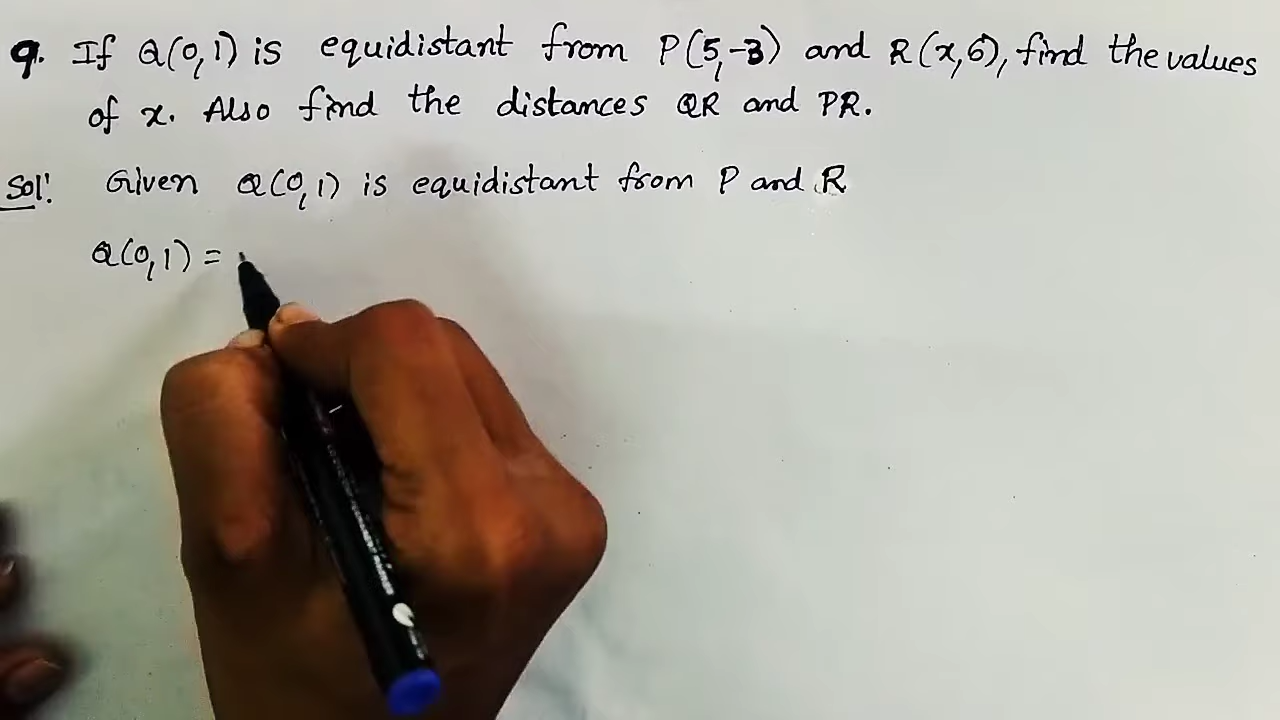 9. If Q(0,1) is equidistant from P(5,-3) and R(x,6), find the values
of x. Also find the distances QR and PR.
Sol! Given Q(0,1) is equidistant from P and R
Q(0,1) =